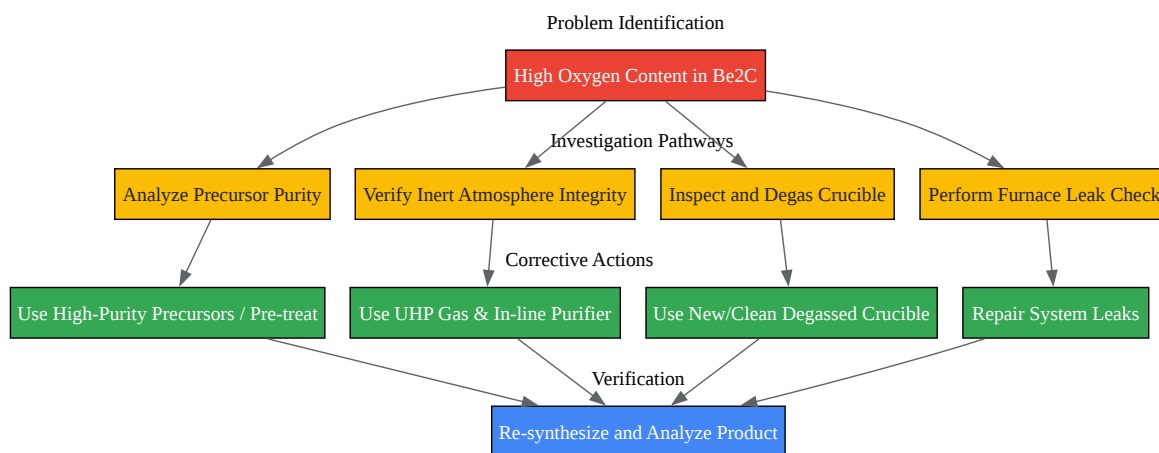 Problem Identification
High Oxygen Content in Be2C
Investigation Pathways
Analyze Precursor Purity
Verify Inert Atmosphere Integrity
Inspect and Degas Crucible
Perform Furnace Leak Check
Corrective Actions
Use High-Purity Precursors / Pre-treat
Use UHP Gas & In-line Purifier
Use New/Clean Degassed Crucible
Repair System Leaks
Verification
Re-synthesize and Analyze Product